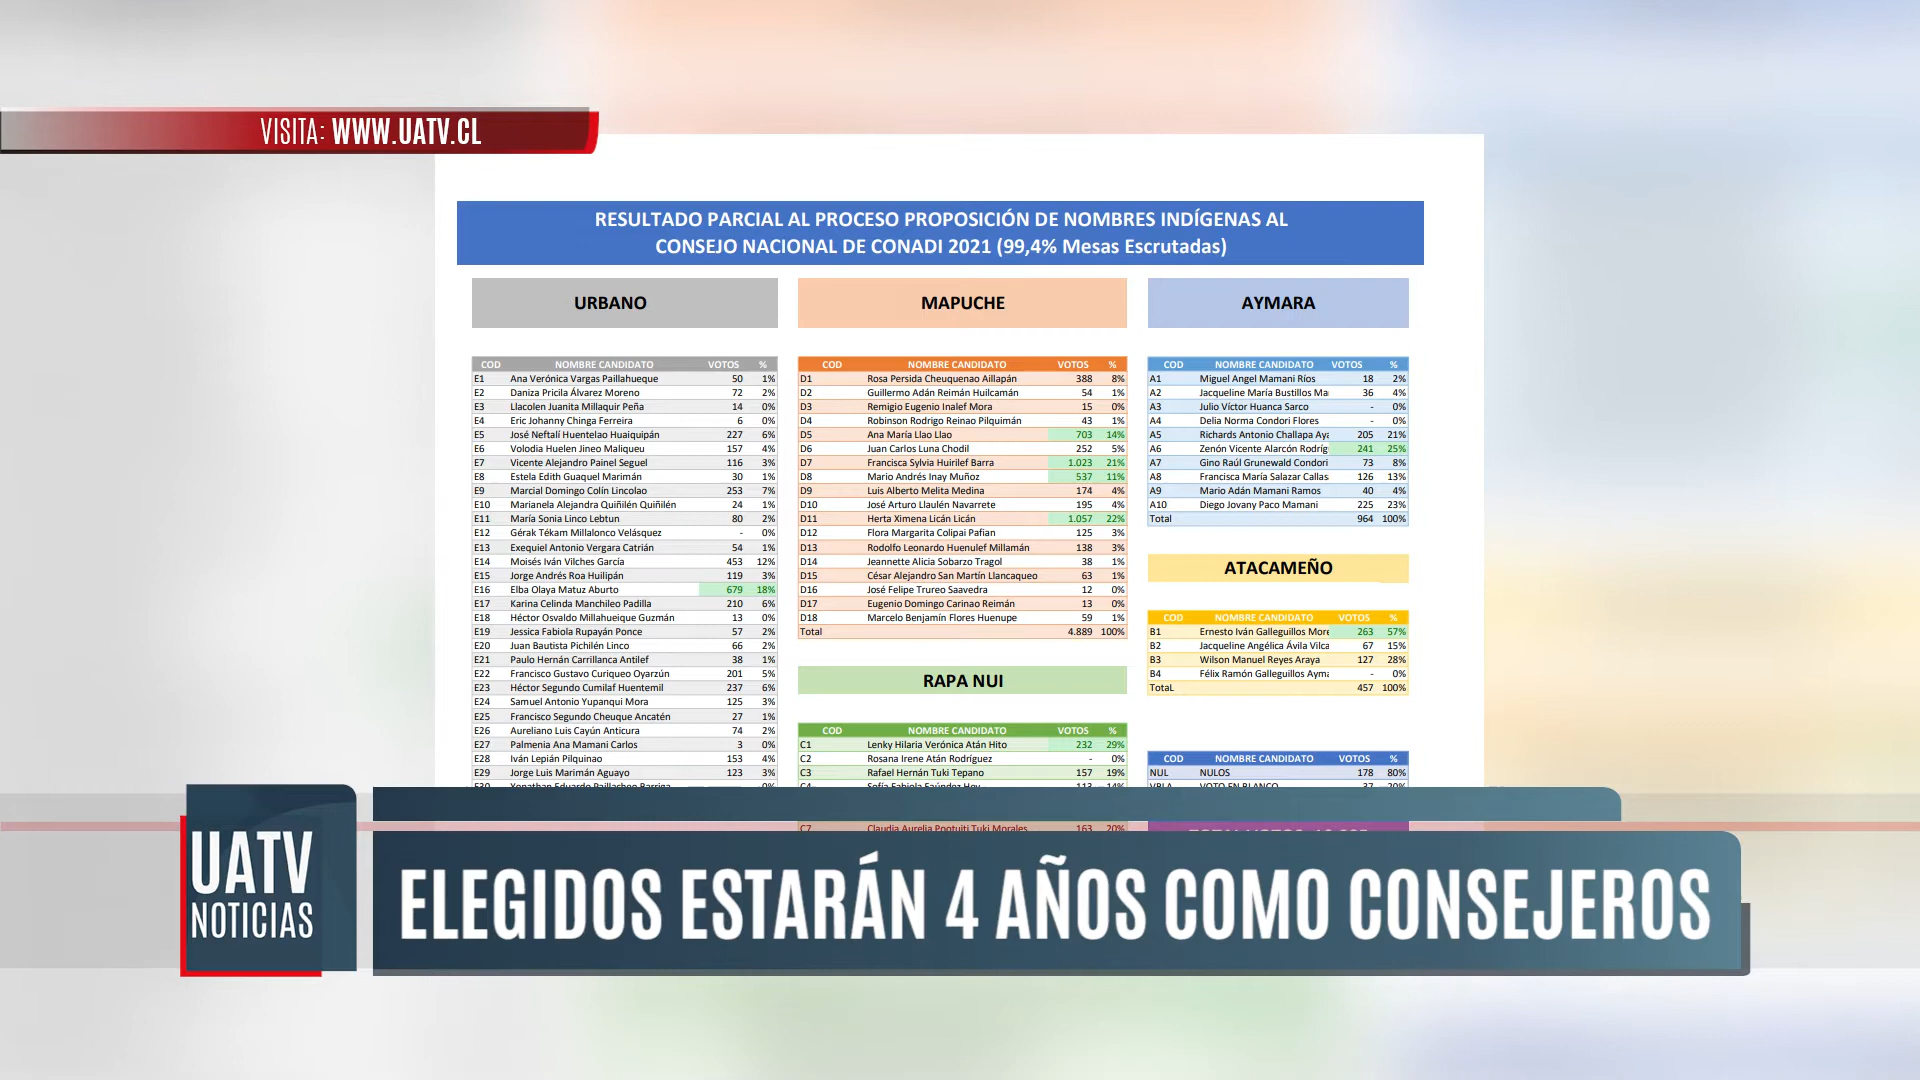 VISITA: WWW.UATV.CL
RESULTADO PARCIAL AL PROCESO PROPOSICIÓN DE NOMBRES INDÍGENAS AL
CONSEJO NACIONAL DE CONADI 2021 (99,4% Mesas Escrutadas)
URBANO
COD NOMBRE CANDIDATO VOTOS %
E1 Ana Verónica Vargas Paillahueque 50 1%
E2 Daniza Pricila Álvarez Moreno 72 2%
E3 Llacolen Juanita Millaquir Peña 14 0%
E4 Eric Johanny Chinga Ferreira 6 0%
E5 José Neftalí Huentelao Huaiquipán 227 6%
E6 Volodia Huelen Jineo Maliqueu 157 4%
E7 Vicente Alejandro Painel Seguel 116 3%
E8 Estela Edith Guaquel Marimán 30 1%
E9 Marcial Domingo Colín Lincolao 253 7%
E10 Marianela Alejandra Quiñilén Quiñilén 24 1%
E11 María Sonia Linco Lebtun 80 2%
E12 Gérak Tékam Millalonco Velásquez - 0%
E13 Exequiel Antonio Vergara Catrián 54 1%
E14 Moisés Iván Vilches García 453 12%
E15 Jorge Andrés Roa Huilipán 119 3%
E16 Elba Olaya Matuz Aburto 679 18%
E17 Karina Celinda Manchileo Padilla 210 6%
E18 Héctor Osvaldo Millahueique Guzmán 13 0%
E19 Jessica Fabiola Rupayán Ponce 57 2%
E20 Juan Bautista Pichilén Linco 66 2%
E21 Paulo Hernán Carrillanca Antilef 38 1%
E22 Francisco Gustavo Curiqueo Oyarzún 201 5%
E23 Héctor Segundo Cumilaf Huentemil 237 6%
E24 Samuel Antonio Yupanqui Mora 125 3%
E25 Francisco Segundo Cheuque Ancatén 27 1%
E26 Aureliano Luis Cayún Anticura 74 2%
E27 Palmenia Ana Mamani Carlos 3 0%
E28 Iván Lepián Pilquinao 153 4%
E29 Jorge Luis Marimán Aguayo 123 3%
MAPUCHE
COD NOMBRE CANDIDATO VOTOS %
D1 Rosa Persida Cheuquenao Aillapán 388 8%
D2 Guillermo Adán Reimán Huilcamán 54 1%
D3 Remigio Eugenio Inalef Mora 15 0%
D4 Robinson Rodrigo Reinao Pilquimán 43 1%
D5 Ana María Llao Llao 703 14%
D6 Juan Carlos Luna Chodil 252 5%
D7 Francisca Sylvia Huirilef Barra 1.023 21%
D8 Mario Andrés Inay Muñoz 537 11%
D9 Luis Alberto Melita Medina 174 4%
D10 José Arturo Llaulén Navarrete 195 4%
D11 Herta Ximena Licán Licán 1.057 22%
D12 Flora Margarita Colipai Pafian 125 3%
D13 Rodolfo Leonardo Huenulef Millamán 138 3%
D14 Jeannette Alicia Sobarzo Tragol 38 1%
D15 César Alejandro San Martín Llancaqueo 63 1%
D16 José Felipe Trureo Saavedra 12 0%
D17 Eugenio Domingo Carinao Reimán 13 0%
D18 Marcelo Benjamín Flores Huenupe 59 1%
Total 4.889 100%
RAPA NUI
COD NOMBRE CANDIDATO VOTOS %
C1 Lenky Hilaria Verónica Atán Hito 232 29%
C2 Rosana Irene Atán Rodríguez - 0%
C3 Rafael Hernán Tuki Tepano 157 19%
C7 Claudia Aurelia Pootuiti Tuki Morales 163 20%
AYMARA
COD NOMBRE CANDIDATO VOTOS %
A1 Miguel Angel Mamani Ríos 18 2%
A2 Jacqueline María Bustillos Ma 36 4%
A3 Julio Víctor Huanca Sarco - 0%
A4 Delia Norma Condori Flores - 0%
A5 Richards Antonio Challapa Aya 205 21%
A6 Zenón Vicente Alarcón Rodríg 241 25%
A7 Gino Raúl Grunewald Condori 73 8%
A8 Francisca María Salazar Callas 126 13%
A9 Mario Adán Mamani Ramos 40 4%
A10 Diego Jovany Paco Mamani 225 23%
Total 964 100%
ATACAMEÑO
COD NOMBRE CANDIDATO VOTOS %
B1 Ernesto Iván Galleguillos More 263 57%
B2 Jacqueline Angélica Ávila Vilca 67 15%
B3 Wilson Manuel Reyes Araya 127 28%
B4 Félix Ramón Galleguillos Ayma - 0%
TotaL 457 100%
COD NOMBRE CANDIDATO VOTOS %
NUL NULOS 178 80%
UATV
NOTICIAS
ELEGIDOS ESTARÁN 4 AÑOS COMO CONSEJEROS